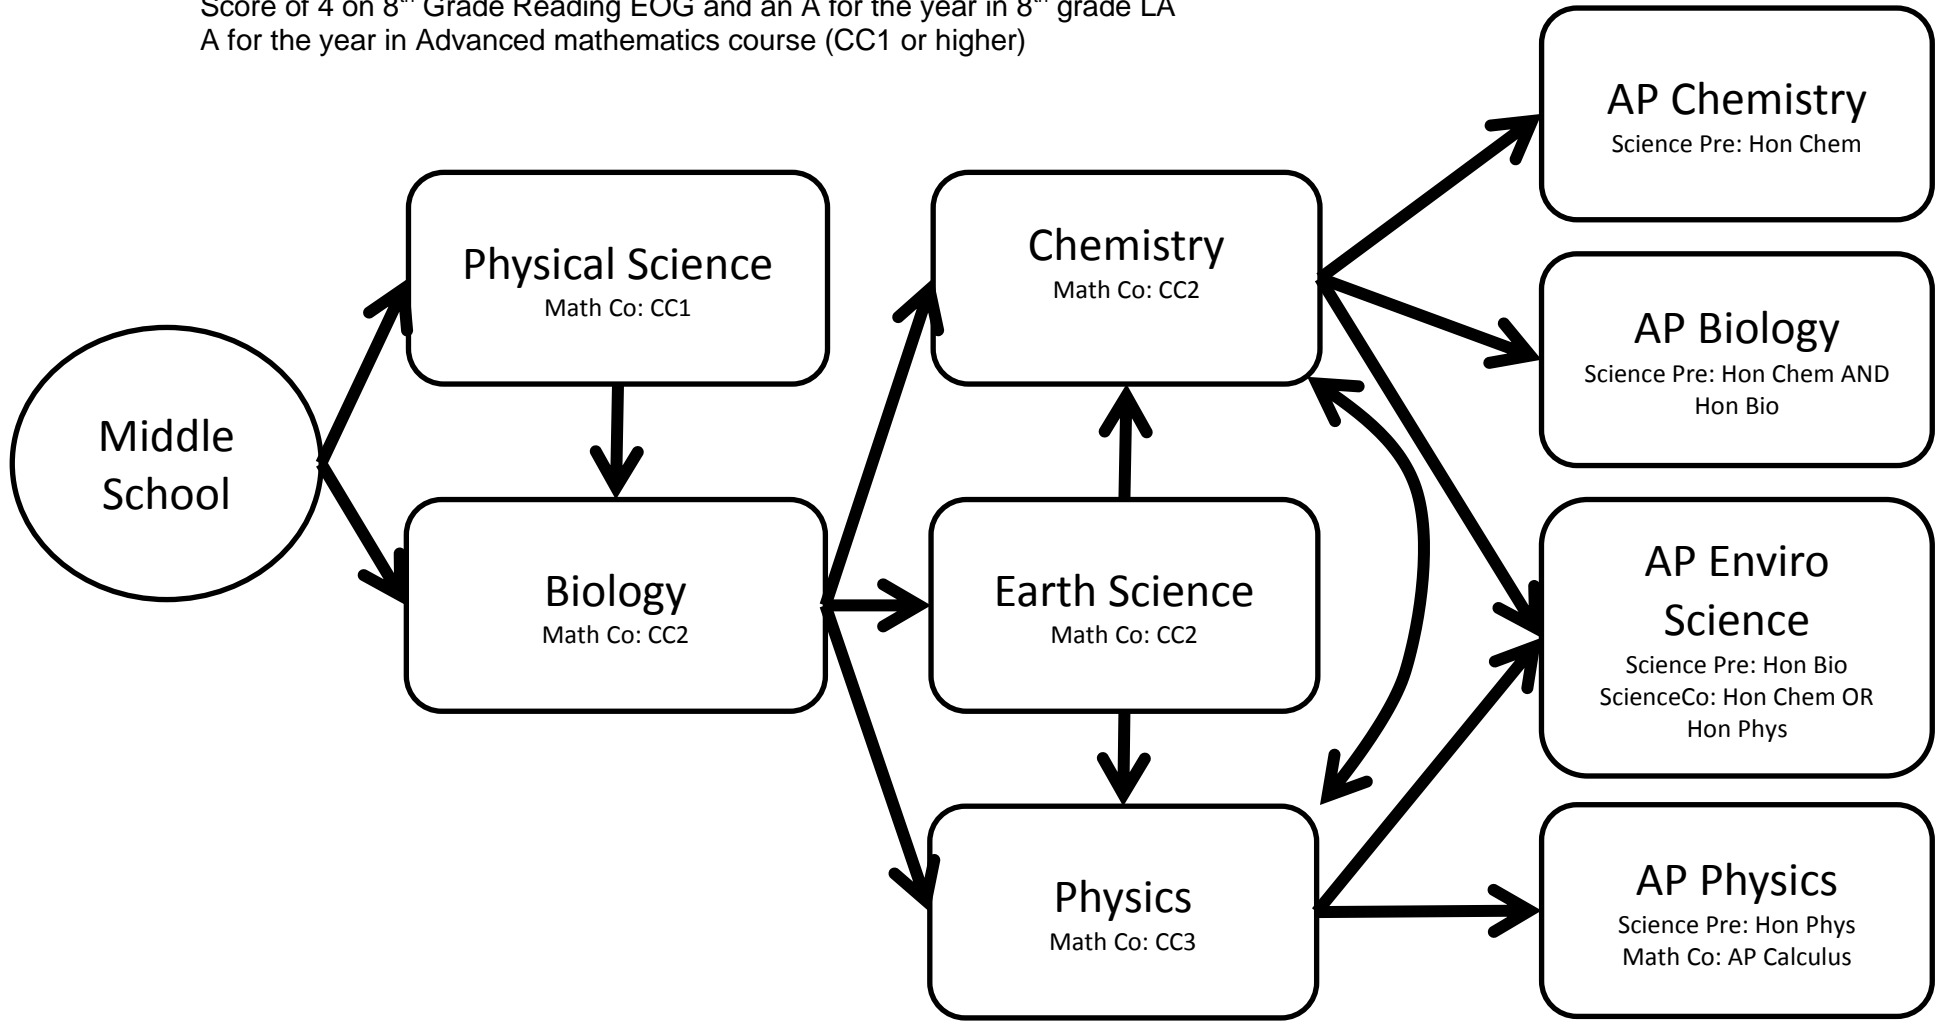 Score of 4 on 8th Grade Reading EOG and an A for the year in 8th grade LA
A for the year in Advanced mathematics course (CC1 or higher)
Middle
School
Physical Science
Math Co: CC1
Biology
Math Co: CC2
Chemistry
Math Co: CC2
Earth Science
Math Co: CC2
Physics
Math Co: CC3
AP Chemistry
Science Pre: Hon Chem
AP Biology
Science Pre: Hon Chem AND
Hon Bio
AP Enviro
Science
Science Pre: Hon Bio
ScienceCo: Hon Chem OR
Hon Phys
AP Physics
Science Pre: Hon Phys
Math Co: AP Calculus